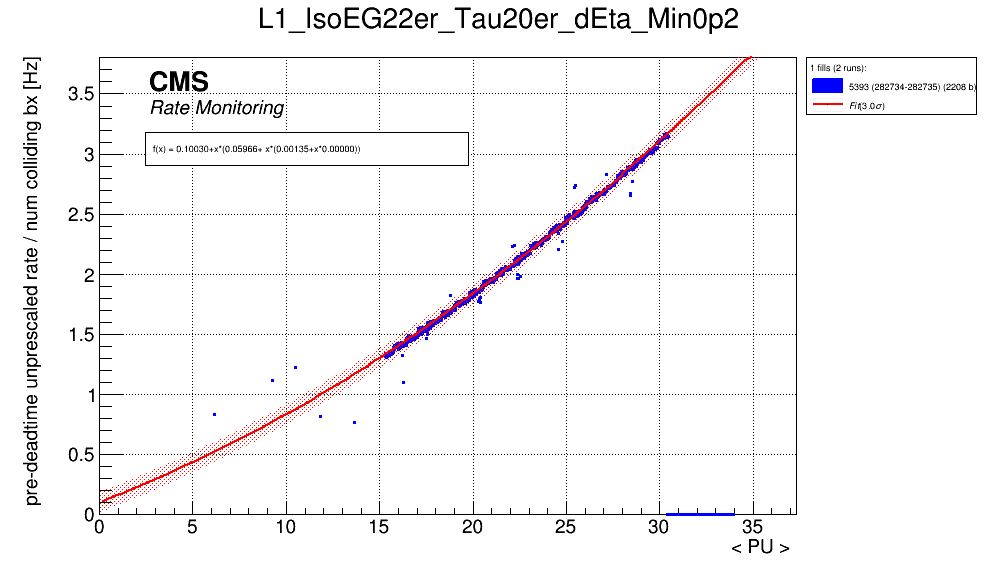 L1_IsoEG22er_Tau20er_dEta_Min0p2
pre-deadtime unprescaled rate / num colliding bx [Hz]
CMS
Rate Monitoring
f(x) = 0.10030+x*(0.05966+ x*(0.00135+x*0.00000))
1 fills (2 runs):
5393 (282734-282735) (2208 b)
Fit(3.0σ)
3.5
3
2.5
2
1.5
1
0.5
0
0 5 10 15 20 25 30 35
< PU >